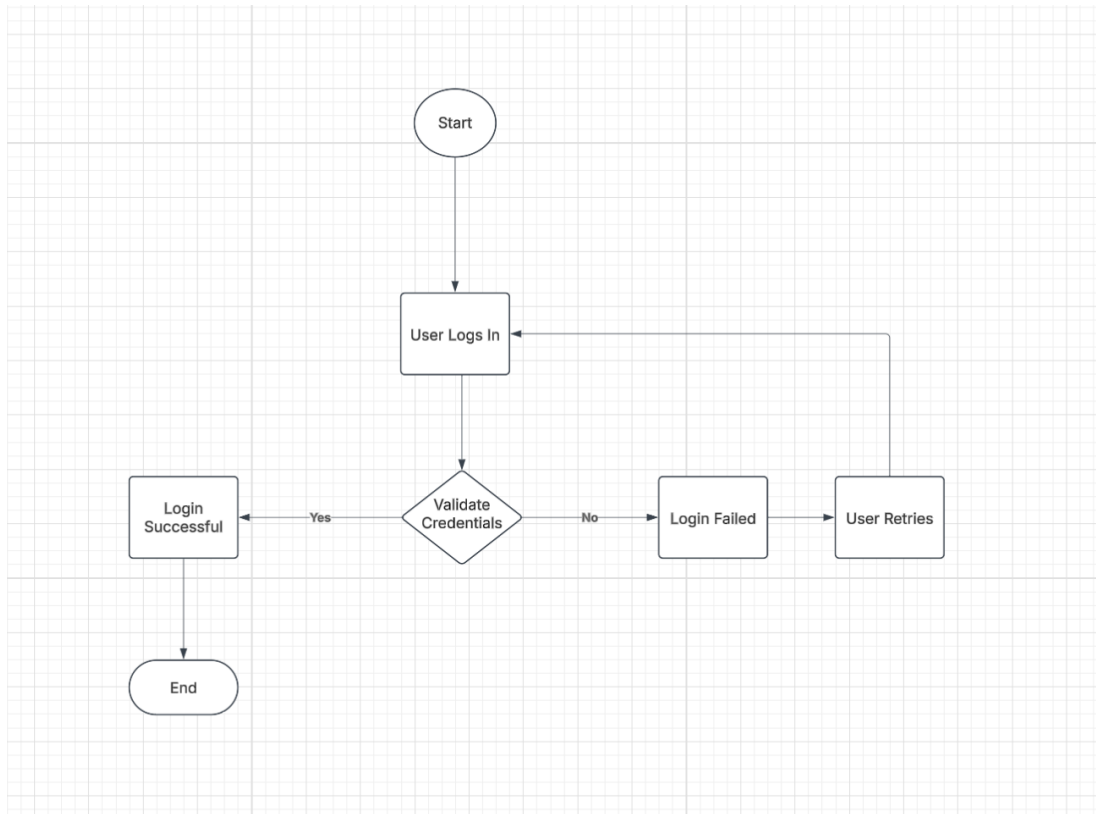 Start
User Logs In
Login
Successful
Yes
Validate
Credentials
No
Login Failed
User Retries
End